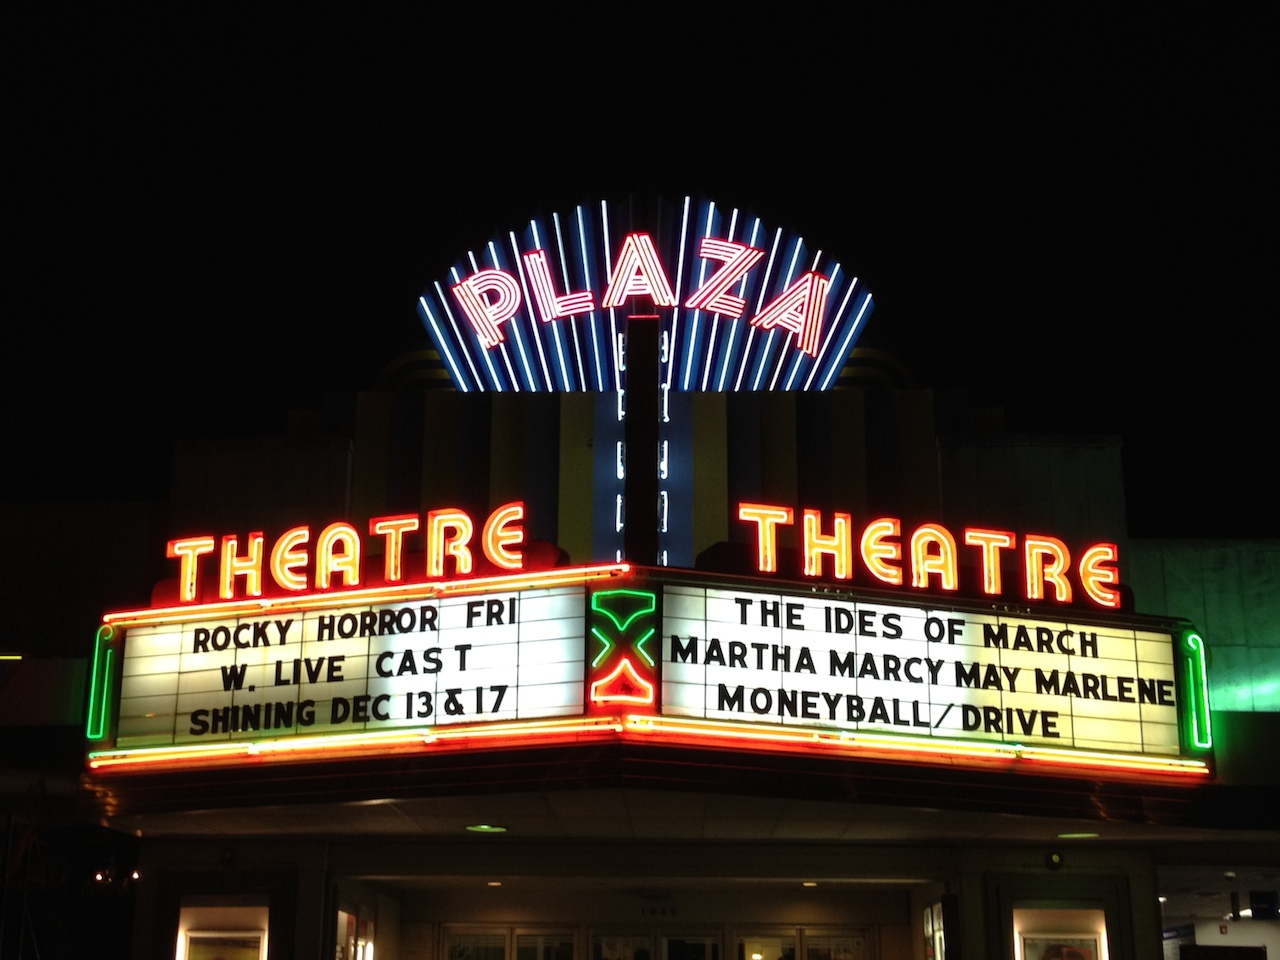 PLAZA
THEATRE
THEATRE
ROCKY HORROR FRI
W. LIVE CAST
SHINING DEC 13 & 17
THE IDES OF MARCH
MARTHA MARCY MAY MARLENE
MONEYBALL/DRIVE